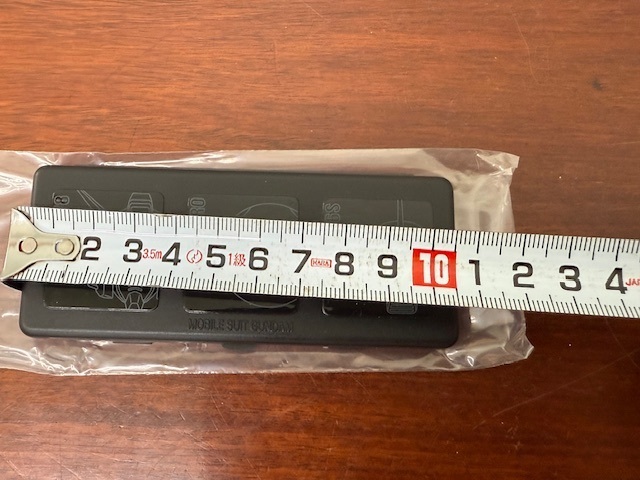 2 3 3.5m 4 5 1級 6 7 8 9 10 1 2 3 4
MOBILE SUIT GUNDAM